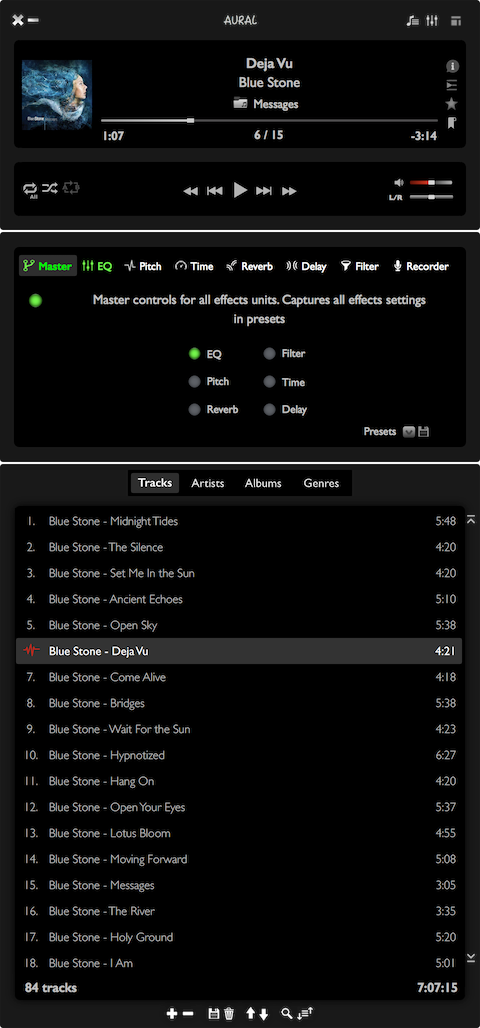 AURAL
Deja Vu
Blue Stone
Messages
1:07 6 / 15 -3:14
All
L/R
Master EQ Pitch Time Reverb Delay Filter Recorder
Master controls for all effects units. Captures all effects settings
in presets
EQ Filter
Pitch Time
Reverb Delay
Presets
Tracks Artists Albums Genres
1. Blue Stone - Midnight Tides 5:48
2. Blue Stone - The Silence 4:20
3. Blue Stone - Set Me In the Sun 4:20
4. Blue Stone - Ancient Echoes 5:10
5. Blue Stone - Open Sky 5:38
Blue Stone - Deja Vu 4:21
7. Blue Stone - Come Alive 4:18
8. Blue Stone - Bridges 5:38
9. Blue Stone - Wait For the Sun 4:23
10. Blue Stone - Hypnotized 6:27
11. Blue Stone - Hang On 4:20
12. Blue Stone - Open Your Eyes 5:37
13. Blue Stone - Lotus Bloom 4:55
14. Blue Stone - Moving Forward 5:08
15. Blue Stone - Messages 3:05
16. Blue Stone - The River 3:35
17. Blue Stone - Holy Ground 5:20
18. Blue Stone - I Am 5:01
84 tracks 7:07:15